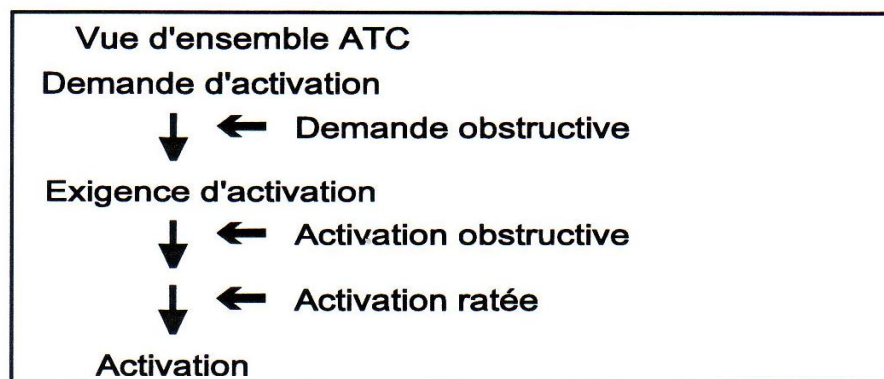 Vue d'ensemble ATC
Demande d'activation
Demande obstructive
Exigence d'activation
Activation obstructive
Activation ratée
Activation